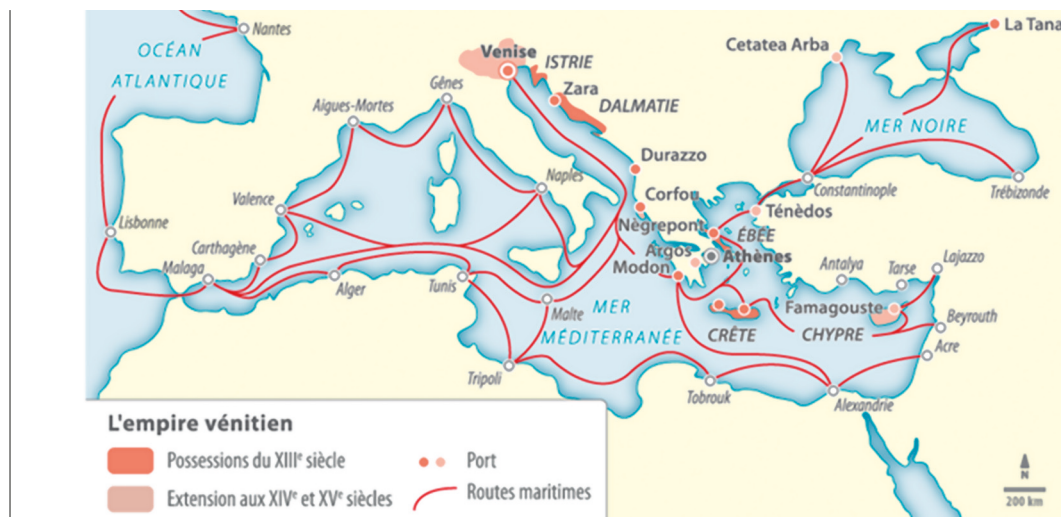 Nantes
OCÉAN
ATLANTIQUE
Lisbonne
Malaga
Carthagène
Valence
Aigues-Mortes
Gênes
Alger
Tunis
Naples
Malte
Tripoli
Venise
ISTRIE
Zara
DALMATIE
Durazzo
Corfou
Nègrepont
ÉBÉE
Argos
Athènes
Modon
MER
MÉDITERRANÉE
CRÊTE
Tobrouk
Alexandrie
Cetatea Arba
La Tana
MER NOIRE
Constantinople
Trébizonde
Ténèdos
Antalya
Tarse
Lajazzo
Famagouste
CHYPRE
Beyrouth
Acre
L'empire vénitien
Possessions du XIIIe siècle
Extension aux XIVe et XVe siècles
Port
Routes maritimes
N
200 km